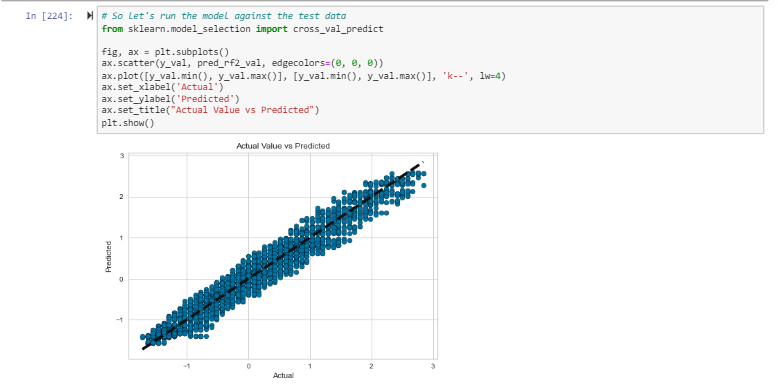 In [224]:
# So let's run the model against the test data
from sklearn.model_selection import cross_val_predict
fig, ax = plt.subplots()
ax.scatter(y_val, pred_rf2_val, edgecolors=(0, 0, 0))
ax.plot([y_val.min(), y_val.max()], [y_val.min(), y_val.max()], 'k--', lw=4)
ax.set_xlabel('Actual')
ax.set_ylabel('Predicted')
ax.set_title("Actual Value vs Predicted")
plt.show()
Actual Value vs Predicted
3
2
1
0
−1
Predicted
−1 0 1 2 3
Actual